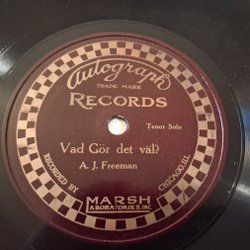 Autograph
TRADE MARK
RECORDS
Tenor Solo
Vad Gör det väl?
A. J. Freeman
RECORDED BY
MARSH
LABORATORIES, INC.
CHICAGO, ILL.